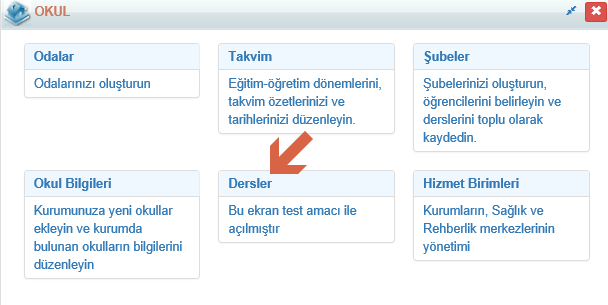 OKUL
Odalar
Odalarınızı oluşturun
Takvim
Eğitim-öğretim dönemlerini,
takvim özetlerinizi ve
tarihlerinizi düzenleyin.
Şubeler
Şubelerinizi oluşturun,
öğrencilerini belirleyin ve
derslerini toplu olarak
kaydedin.
Okul Bilgileri
Kurumunuza yeni okullar
ekleyin ve kurumda
bulunan okulların bilgilerini
düzenleyin
Dersler
Bu ekran test amacı ile
açılmıştır
Hizmet Birimleri
Kurumların, Sağlık ve
Rehberlik merkezlerinin
yönetimi